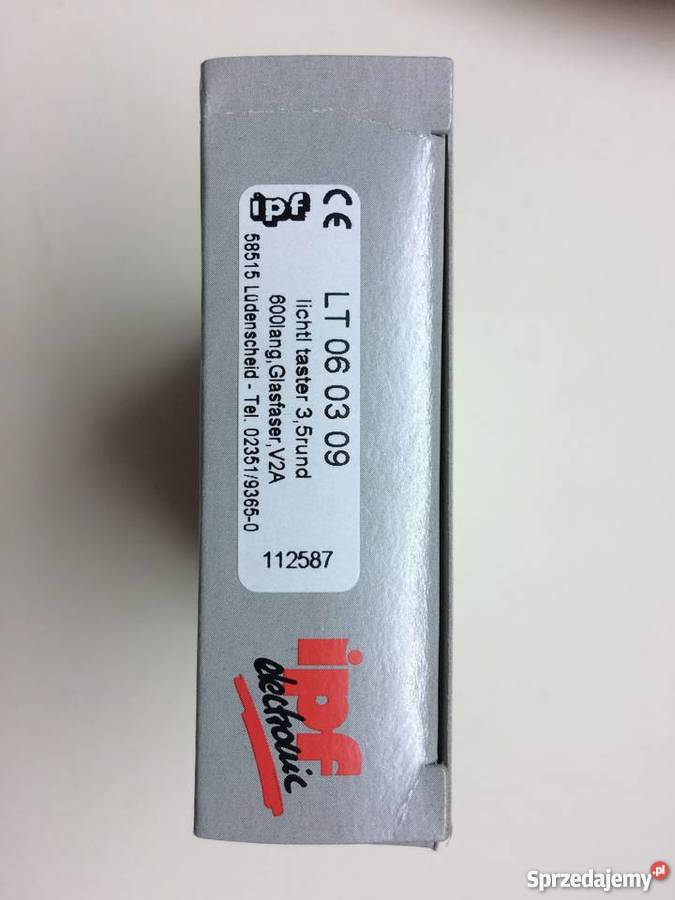 CE
ipf
LT 06 03 09
lichtl taster 3,5rund
600lang,Glasfaser,V2A
58515 Lüdenscheid - Tel. 02351/9365-0
112587
ipf
electronic
Sprzedajemy.pl